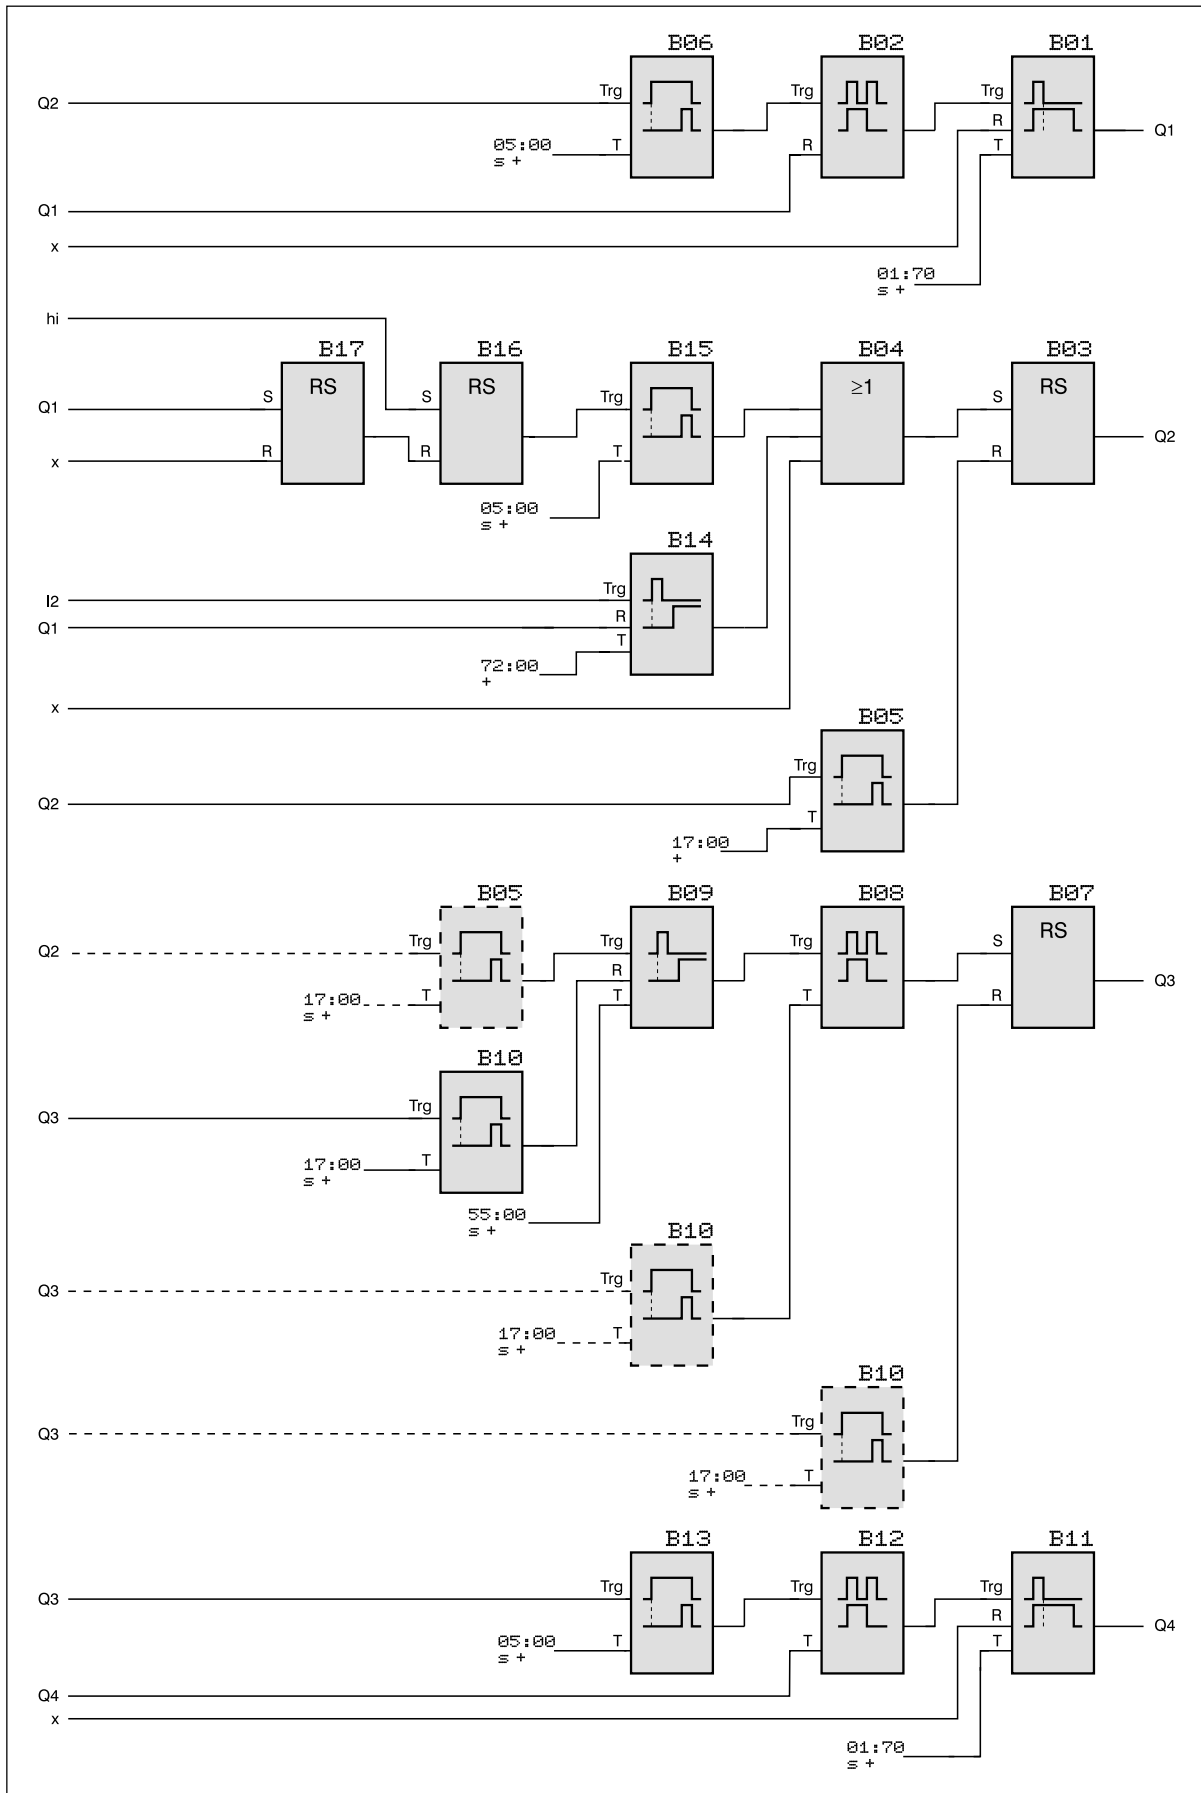 B06 B02 B01
Q2 Trg Trg Trg
R Q1
05:00 T R T
s +
Q1
x
01:70
s +
hi
B17 B16 B15 B04 B03
RS RS ≥1 RS
Q1 S S Trg S
Q2
x R R T R
05:00
s +
B14
I2 Trg
Q1 R
T
72:00
+
x
B05
Trg
Q2
T
17:00
+
B05 B09 B08 B07
RS
Q2 Trg Trg Trg S
R Q3
17:00 T T T R
s +
B10
Q3 Trg
17:00 T
s +
55:00
s +
B10
Q3 Trg
17:00 T
s +
B10
Q3 Trg
17:00 T
s +
B13 B12 B11
Q3 Trg Trg Trg
R Q4
05:00 T T T
s +
Q4
x
01:70
s +